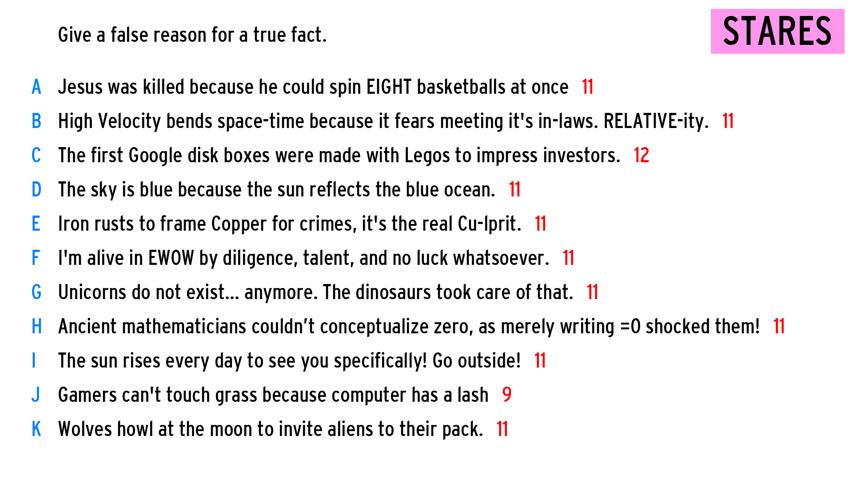 Give a false reason for a true fact.
STARES
A Jesus was killed because he could spin EIGHT basketballs at once 11
B High Velocity bends space-time because it fears meeting it's in-laws. RELATIVE-ity. 11
C The first Google disk boxes were made with Legos to impress investors. 12
D The sky is blue because the sun reflects the blue ocean. 11
E Iron rusts to frame Copper for crimes, it's the real Cu-lprit. 11
F I'm alive in EWOW by diligence, talent, and no luck whatsoever. 11
G Unicorns do not exist... anymore. The dinosaurs took care of that. 11
H Ancient mathematicians couldn’t conceptualize zero, as merely writing =0 shocked them! 11
I The sun rises every day to see you specifically! Go outside! 11
J Gamers can't touch grass because computer has a lash 9
K Wolves howl at the moon to invite aliens to their pack. 11